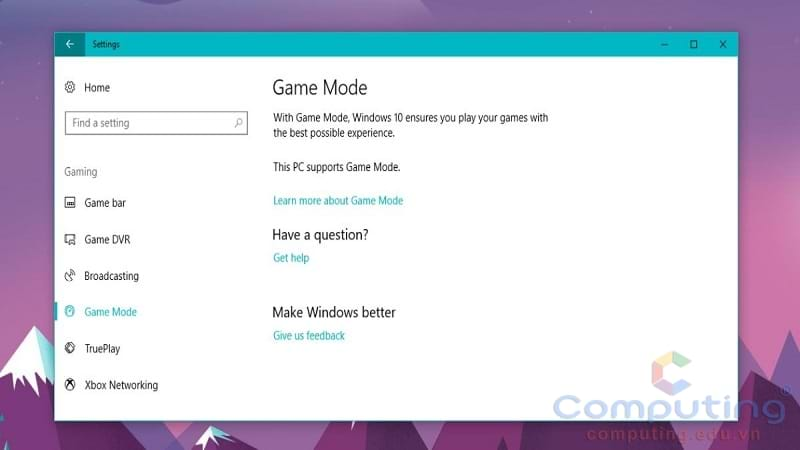 Settings
Home
Find a setting
Gaming
Game bar
Game DVR
Broadcasting
Game Mode
TruePlay
Xbox Networking
Game Mode
With Game Mode, Windows 10 ensures you play your games with
the best possible experience.
This PC supports Game Mode.
Learn more about Game Mode
Have a question?
Get help
Make Windows better
Give us feedback
Computing®
computing.edu.vn